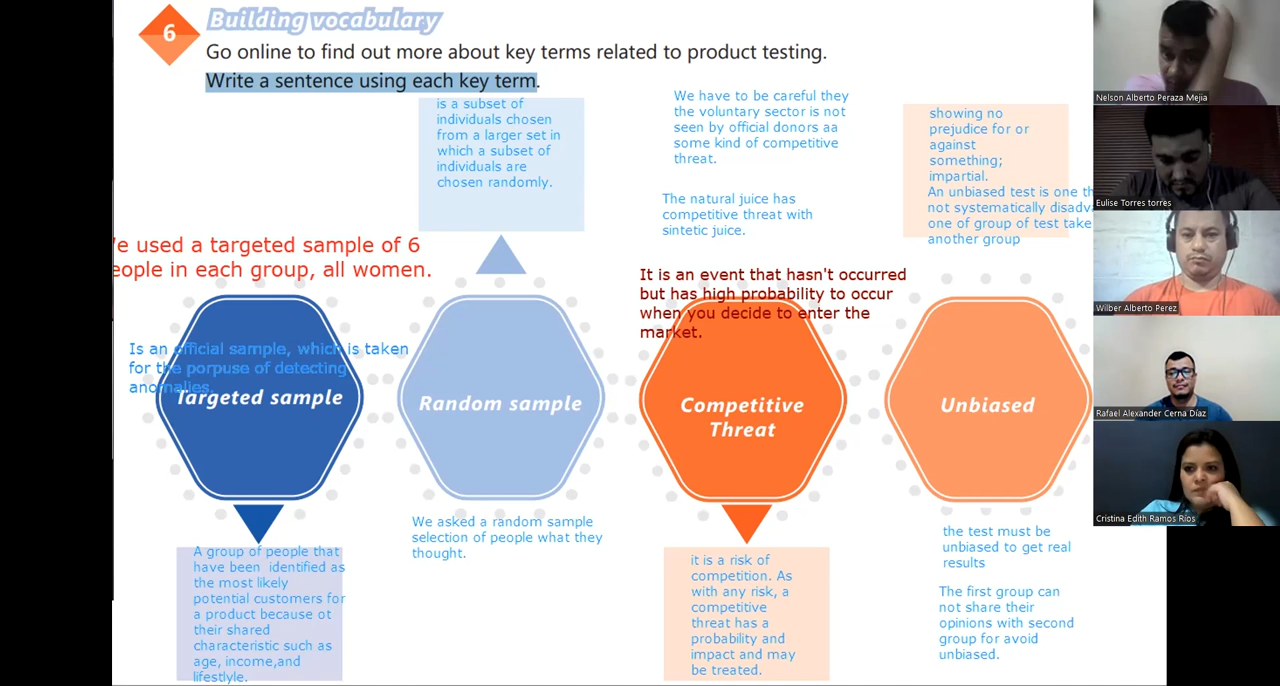 6
Building vocabulary
Go online to find out more about key terms related to product testing.
Write a sentence using each key term.
is a subset of
individuals chosen
from a larger set in
which a subset of
individuals are
chosen randomly.
We have to be careful they
the voluntary sector is not
seen by official donors aa
some kind of competitive
threat.
The natural juice has
competitive threat with
sintetic juice.
showing no
prejudice for or
against
something;
impartial.
An unbiased test is one
not systematically
one of group of test take
another group
used a targeted sample of 6
in each group, all women.
It is an event that hasn't occurred
but has high probability to occur
when you decide to enter the
market.
Is an official sample, which is taken
for the porpuse of detecting
anomalies.
Targeted sample
Random sample
Competitive
Threat
Unbiased
A group of people that
have been identified as
the most likely
potential customers for
a product because ot
their shared
characteristic such as
age, income,and
lifestlyle.
We asked a random sample
selection of people what they
thought.
it is a risk of
competition. As
with any risk, a
competitive
threat has a
probability and
impact and may
be treated.
the test must be
unbiased to get real
results
The first group can
not share their
opinions with second
group for avoid
unbiased.
Nelson Alberto Peraza Mejia
Eulise Torres torres
Wilber Alberto Perez
Rafael Alexander Cerna Díaz
Cristina Edith Ramos Rios